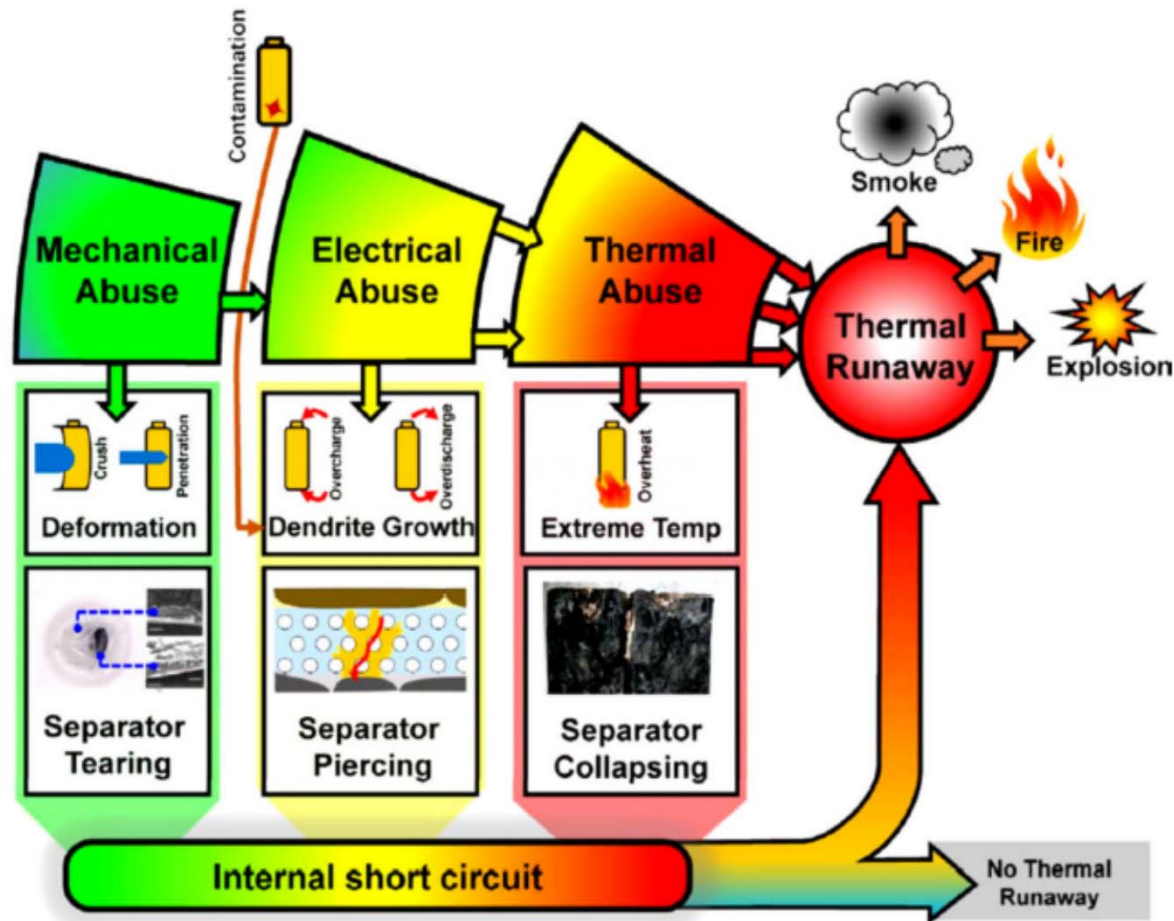 Contamination
Mechanical
Abuse
Electrical
Abuse
Thermal
Abuse
Smoke
Fire
Explosion
Thermal
Runaway
Crush
Penetration
Deformation
Overcharge
Overdischarge
Dendrite Growth
Overheat
Extreme Temp
Separator
Tearing
Separator
Piercing
Separator
Collapsing
Internal short circuit
No Thermal
Runaway